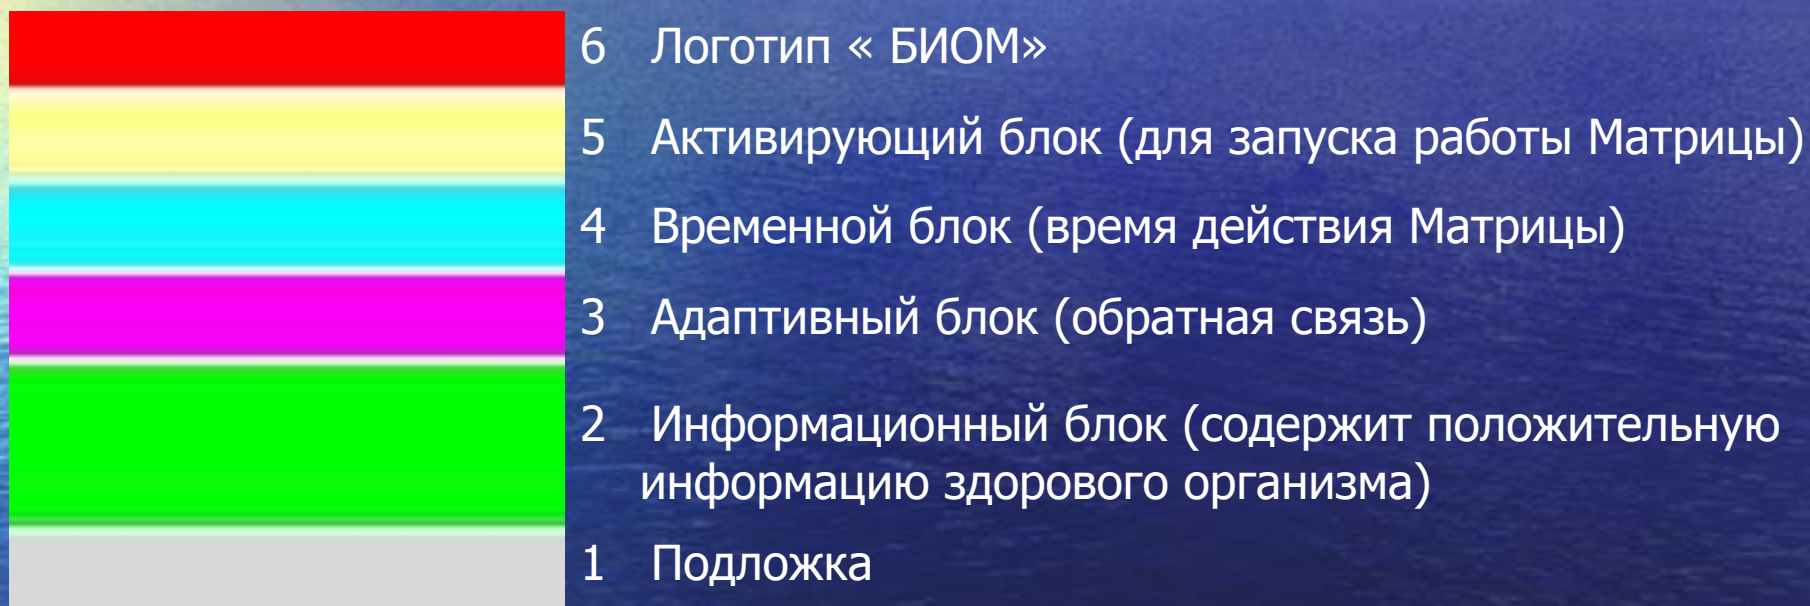 6 Логотип « БИОМ»
5 Активирующий блок (для запуска работы Матрицы)
4 Временной блок (время действия Матрицы)
3 Адаптивный блок (обратная связь)
2 Информационный блок (содержит положительную
информацию здорового организма)
1 Подложка